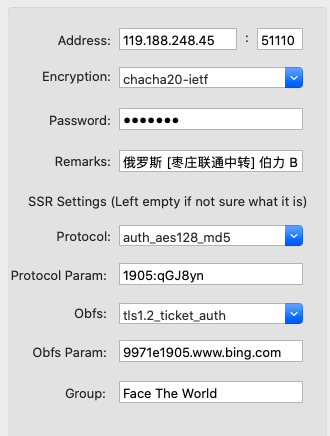 Address: 119.188.248.45 : 51110
Encryption: chacha20-ietf
Password: ●●●●●●●
Remarks: 俄罗斯 [枣庄联通中转] 伯力 B
SSR Settings (Left empty if not sure what it is)
Protocol: auth_aes128_md5
Protocol Param: 1905:qGJ8yn
Obfs: tls1.2_ticket_auth
Obfs Param: 9971e1905.www.bing.com
Group: Face The World